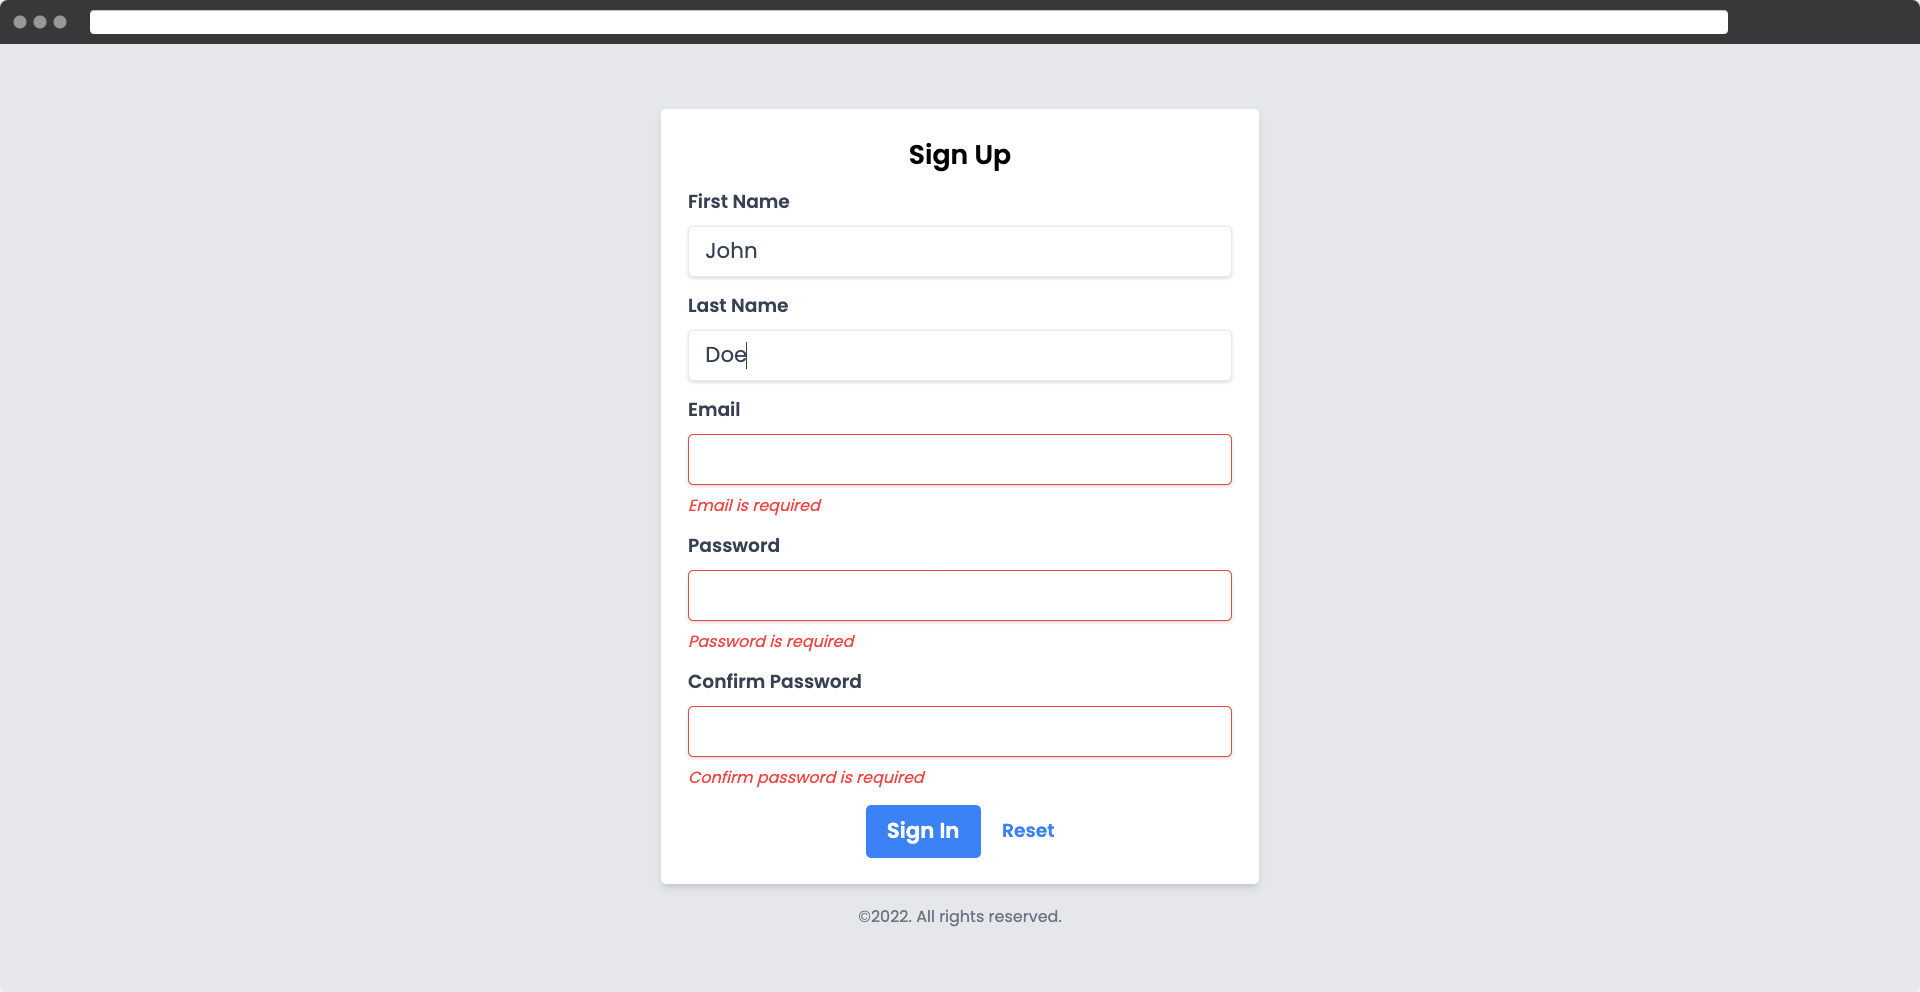 Sign Up
First Name
John
Last Name
Doe
Email
Email is required
Password
Password is required
Confirm Password
Confirm password is required
Sign In Reset
©2022. All rights reserved.